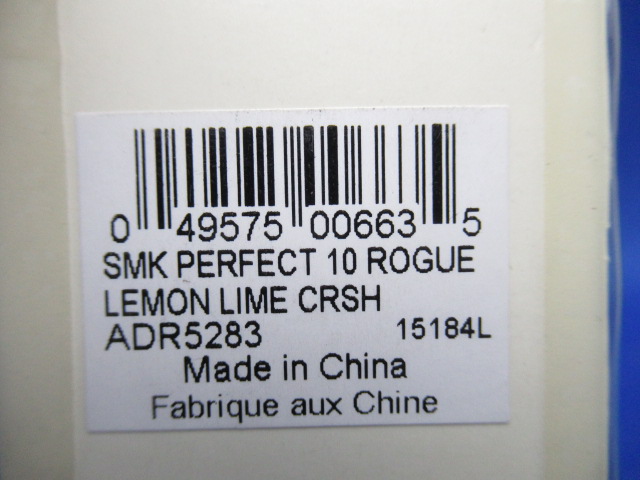 0 49575 00663 5
SMK PERFECT 10 ROGUE
LEMON LIME CRSH
ADR5283 15184L
Made in China
Fabrique aux Chine